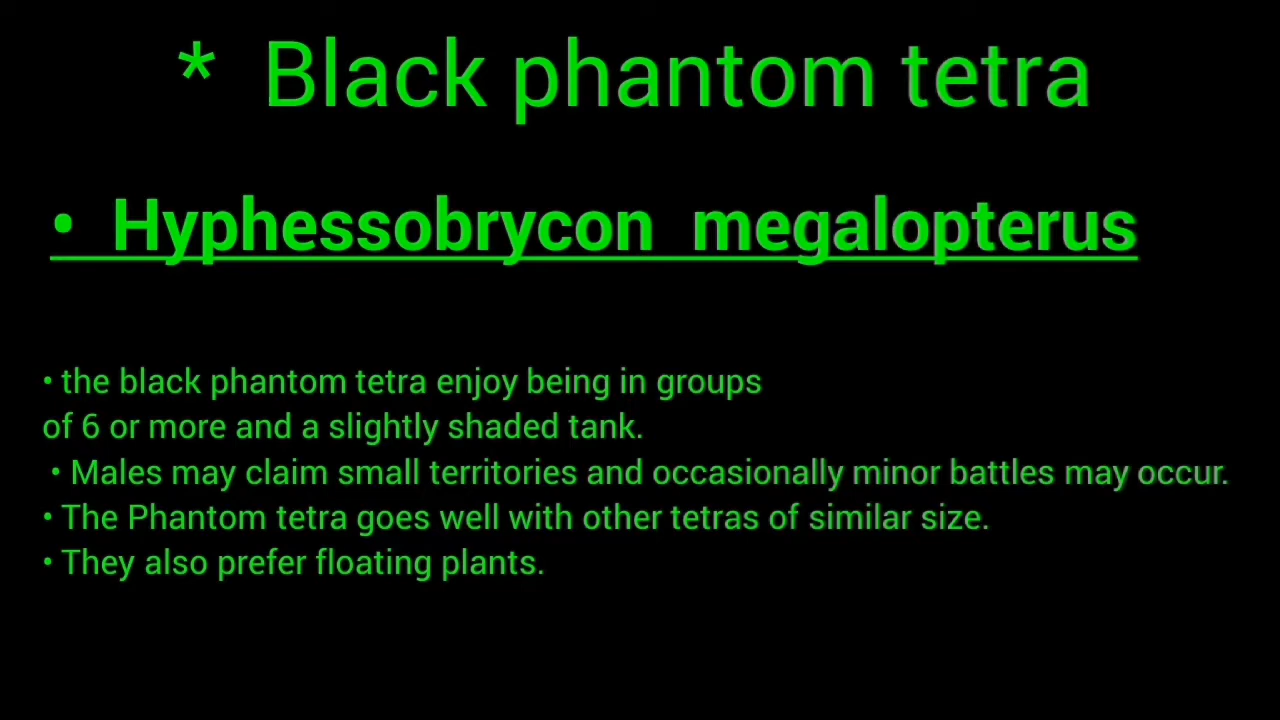 * Black phantom tetra
• Hyphessobrycon megalopterus
• the black phantom tetra enjoy being in groups
of 6 or more and a slightly shaded tank.
• Males may claim small territories and occasionally minor battles may occur.
• The Phantom tetra goes well with other tetras of similar size.
• They also prefer floating plants.